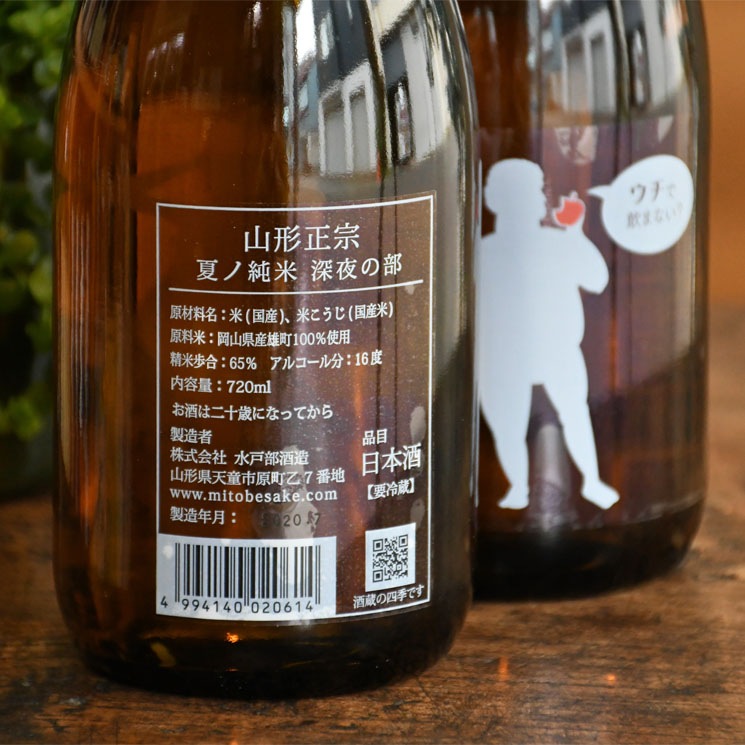 山形正宗
夏ノ純米 深夜の部
原材料名：米(国産)、米こうじ(国産米)
原料米：岡山県産雄町100%使用
精米歩合：65% アルコール分：16度
内容量：720ml
お酒は二十歳になってから
製造者
株式会社 水戸部酒造
山形県天童市原町乙7番地
www.mitobesake.com
製造年月：
品目
日本酒
【要冷蔵】
4 994140 020614
酒蔵の四季です
ウチで
飲まない?